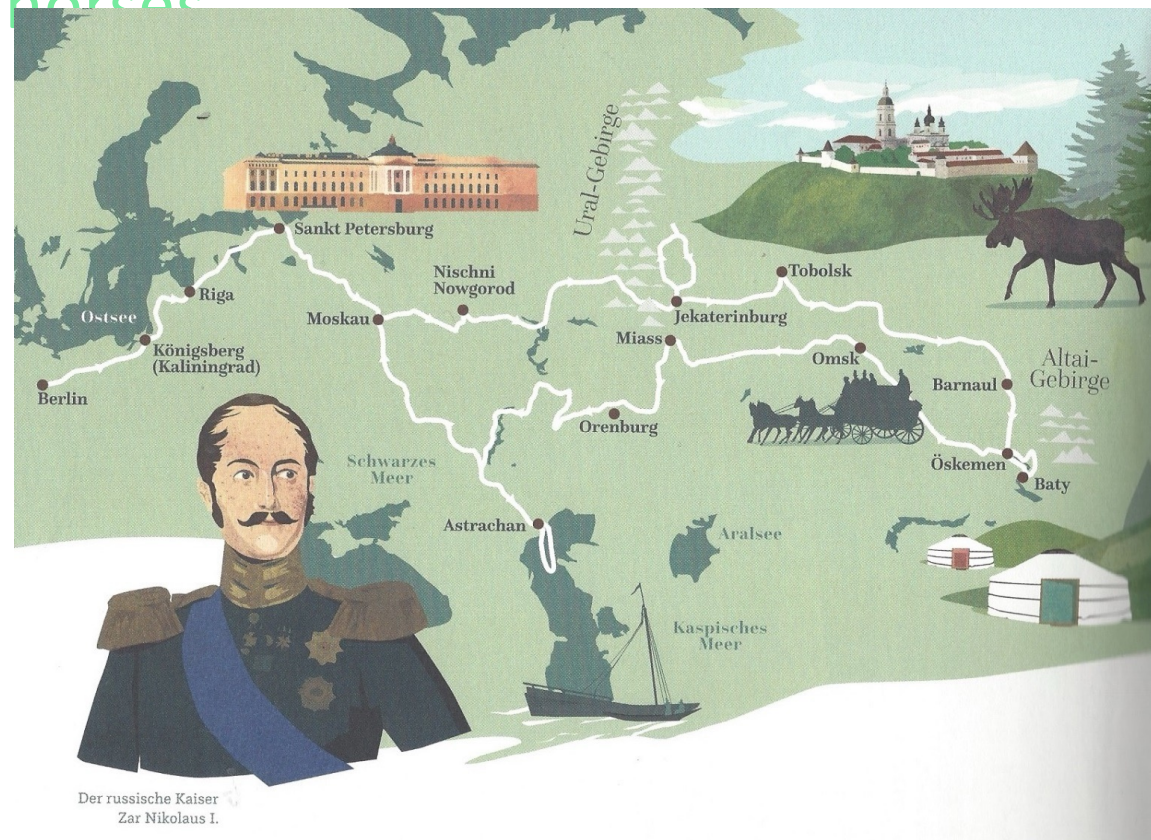 Ural-Gebirge
Sankt Petersburg
Nischni
Nowgorod
Tobolsk
Riga
Ostsee
Moskau
Jekaterinburg
Miass
Königsberg
(Kaliningrad)
Omsk
Altai-
Gebirge
Barnaul
Berlin
Orenburg
Öskemen
Baty
Schwarzes
Meer
Astrachan
Aralsee
Kaspisches
Meer
Der russische Kaiser
Zar Nikolaus I.